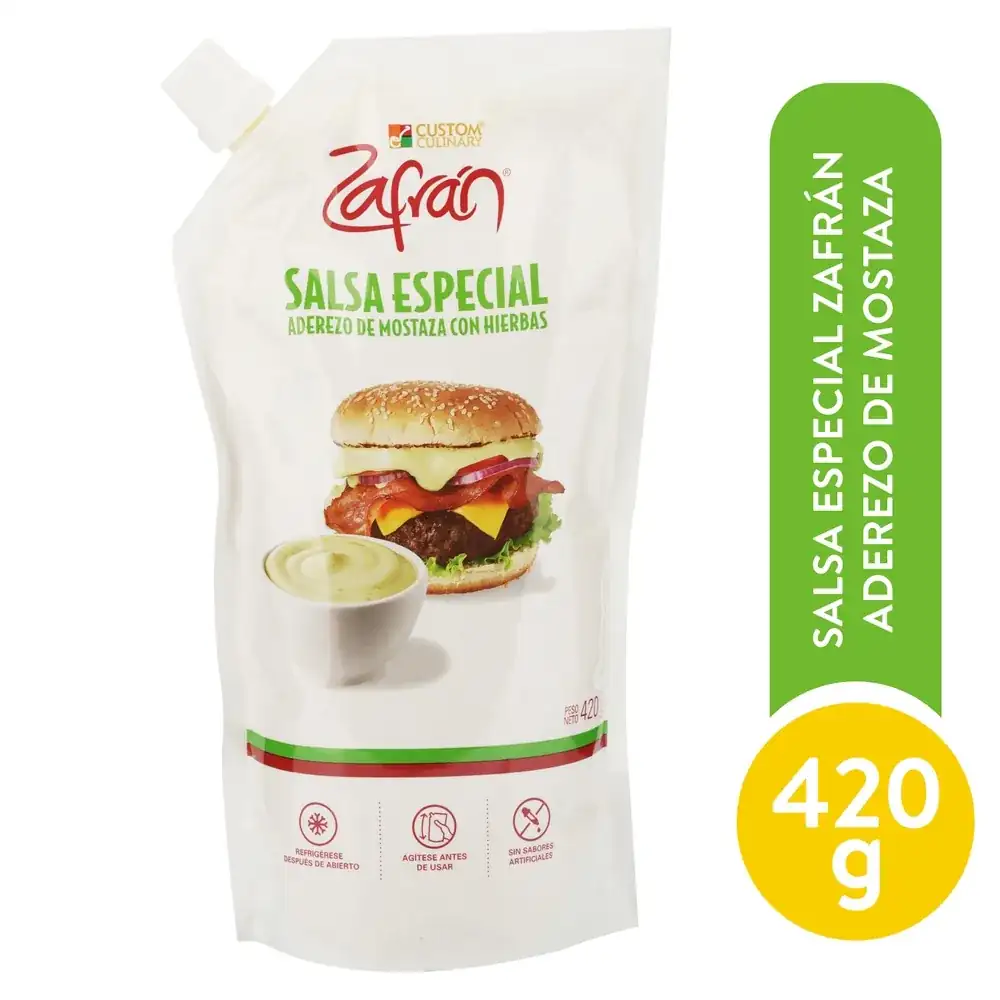 CUSTOM®
CULINARY
Zafrán®
SALSA ESPECIAL
ADEREZO DE MOSTAZA CON HIERBAS
PESO
NETO 420
REFRIGÉRESE
DESPUÉS DE ABIERTO
AGÍTESE ANTES
DE USAR
SIN SABORES
ARTIFICIALES
SALSA ESPECIAL ZAFRÁN
ADEREZO DE MOSTAZA
420
g